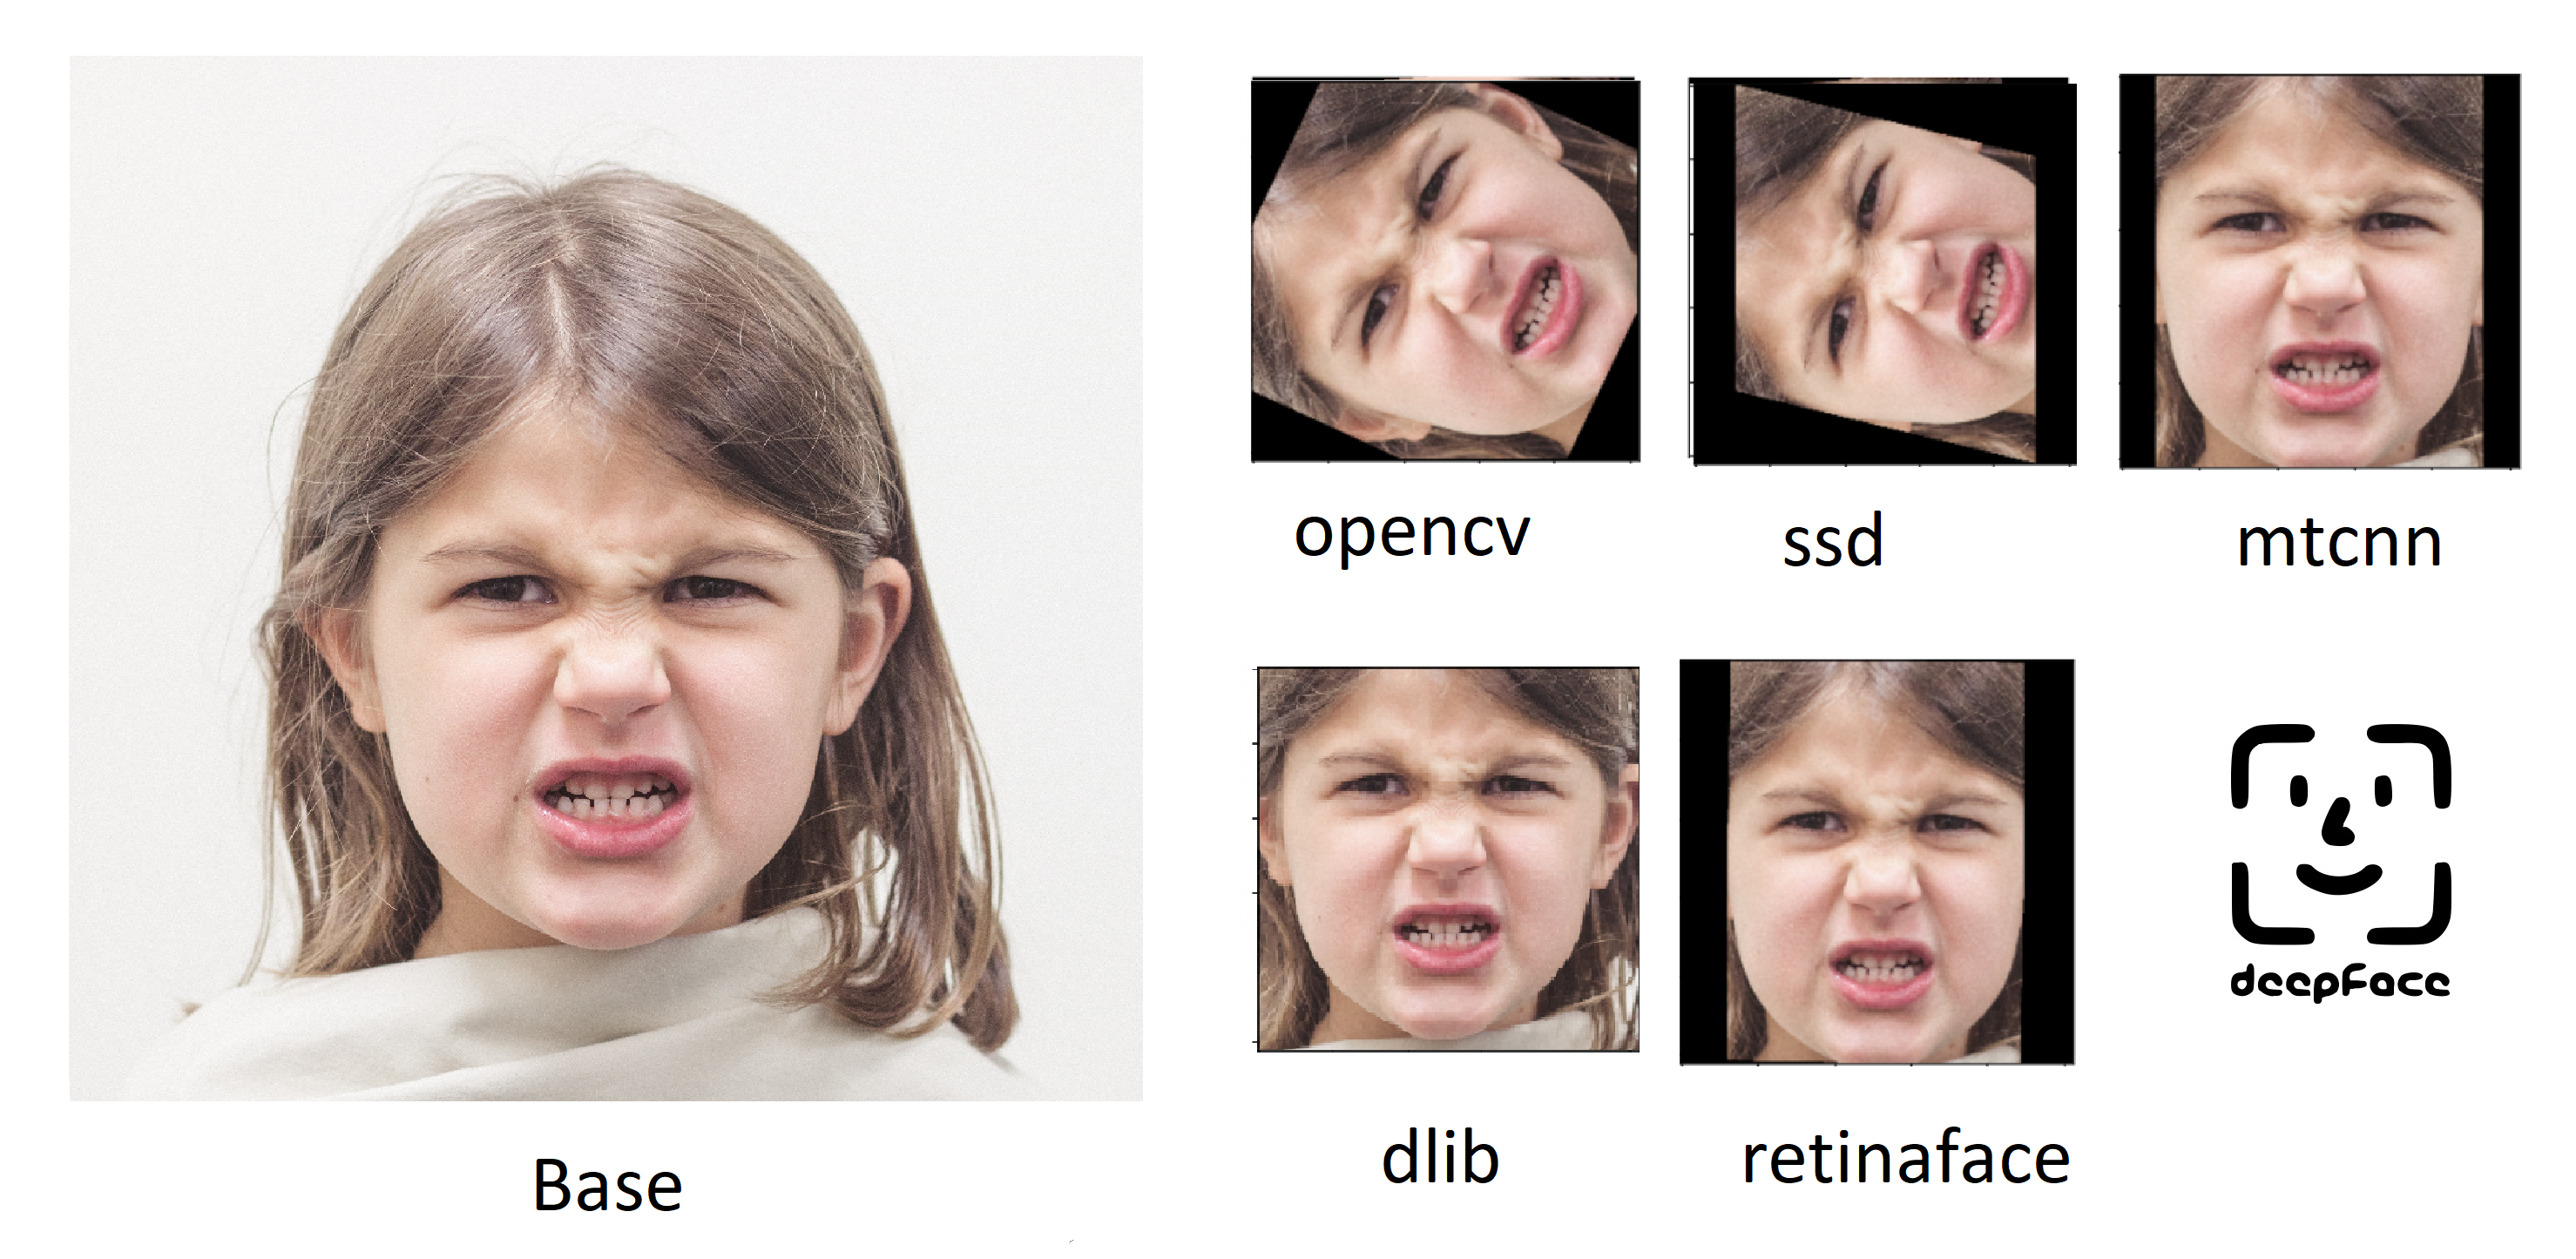 opencv
ssd
mtcnn
dlib
retinaface
deepface
Base